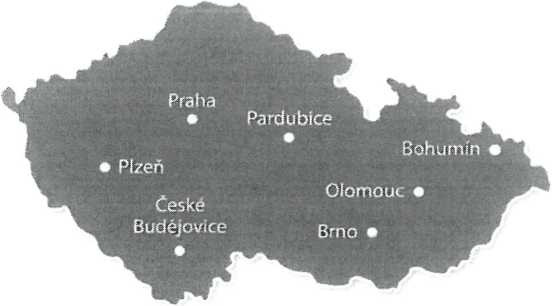 Praha
Pardubice
Bohumín
Plzeň
Olomouc
České
Budějovice
Brno